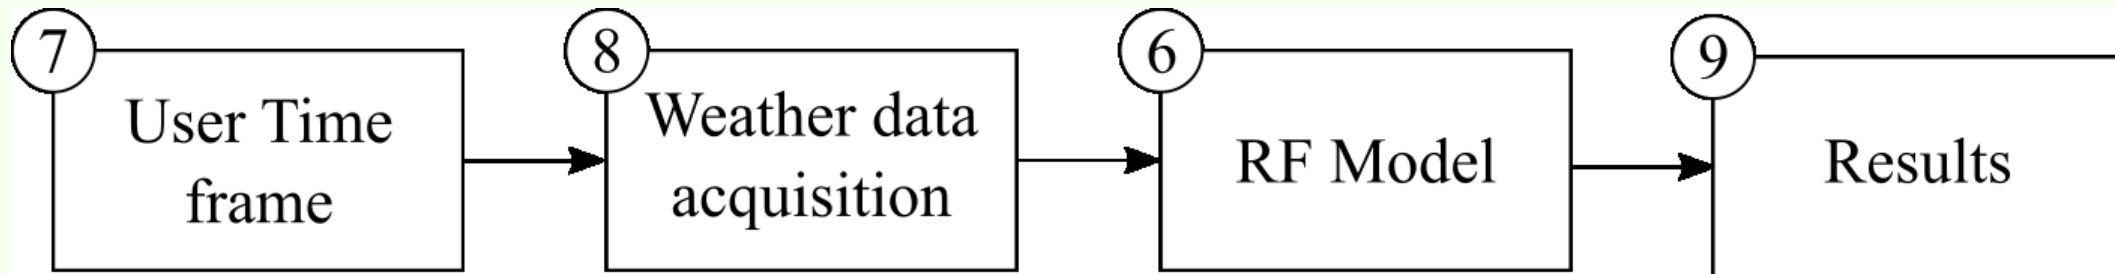 7
User Time
frame
8
Weather data
acquisition
6
RF Model
9
Results